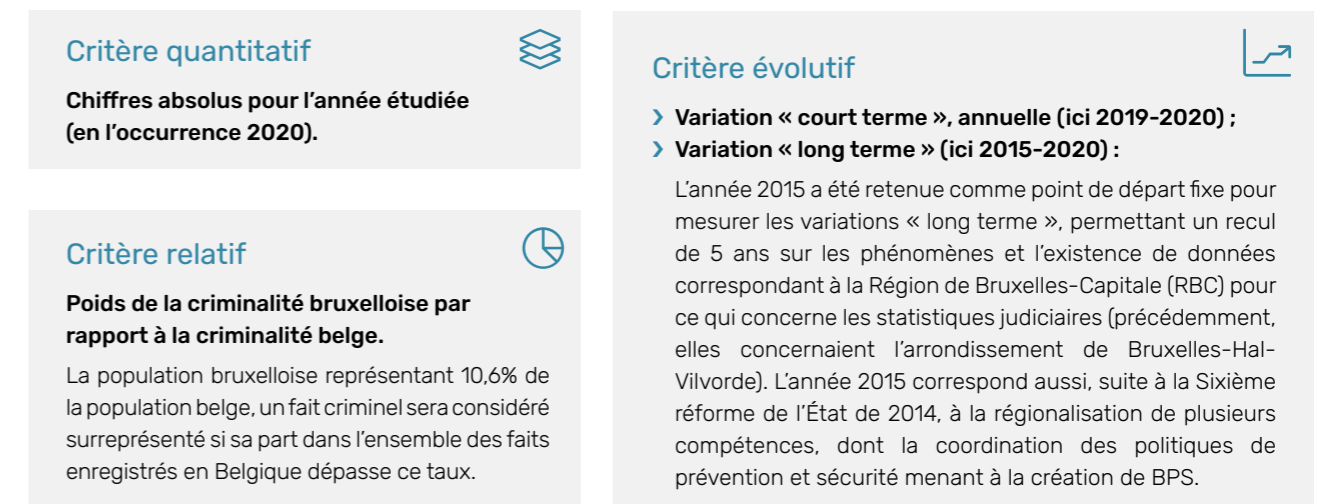 Critère quantitatif
Chiffres absolus pour l’année étudiée
(en l’occurrence 2020).
Critère relatif
Poids de la criminalité bruxelloise par
rapport à la criminalité belge.
La population bruxelloise représentant 10,6% de
la population belge, un fait criminel sera considéré
surreprésenté si sa part dans l’ensemble des faits
enregistrés en Belgique dépasse ce taux.
Critère évolutif
› Variation « court terme », annuelle (ici 2019-2020) ;
› Variation « long terme » (ici 2015-2020) :
L’année 2015 a été retenue comme point de départ fixe pour
mesurer les variations « long terme », permettant un recul
de 5 ans sur les phénomènes et l’existence de données
correspondant à la Région de Bruxelles-Capitale (RBC) pour
ce qui concerne les statistiques judiciaires (précédemment,
elles concernaient l’arrondissement de Bruxelles-Hal-
Vilvorde). L’année 2015 correspond aussi, suite à la Sixième
réforme de l’État de 2014, à la régionalisation de plusieurs
compétences, dont la coordination des politiques de
prévention et sécurité menant à la création de BPS.